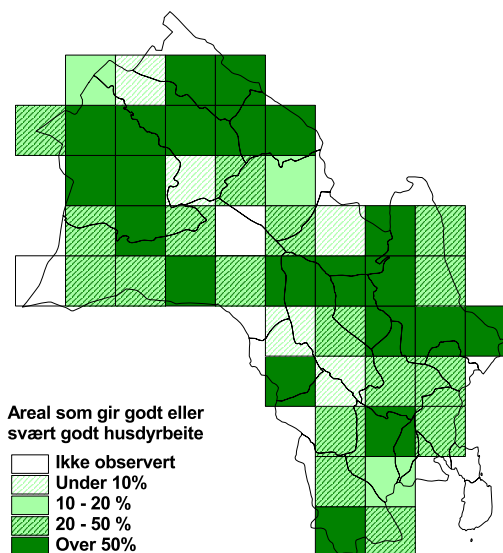 Areal som gir godt eller
svært godt husdyrbeite
Ikke observert
Under 10%
10 - 20 %
20 - 50 %
Over 50%